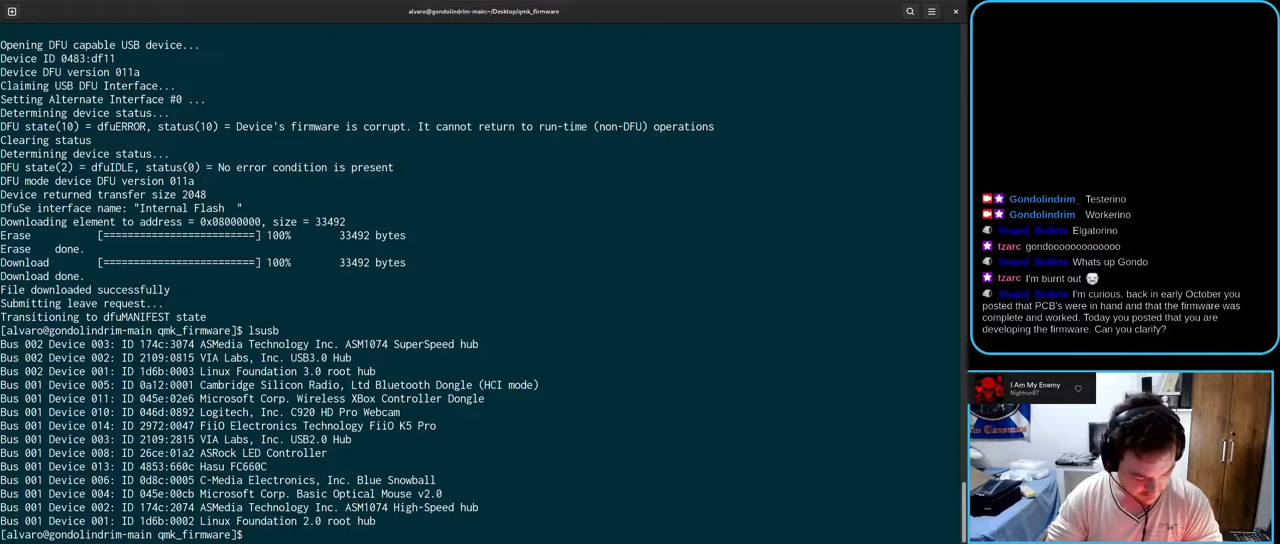 alvaro@gondolindrim-main:~/Desktop/qmk_firmware
Opening DFU capable USB device...
Device ID 0483:df11
Device DFU version 011a
Claiming USB DFU Interface...
Setting Alternate Interface #0 ...
Determining device status...
DFU state(10) = dfuERROR, status(10) = Device's firmware is corrupt. It cannot return to run-time (non-DFU) operations
Clearing status
Determining device status...
DFU state(2) = dfuIDLE, status(0) = No error condition is present
DFU mode device DFU version 011a
Device returned transfer size 2048
DfuSe interface name: "Internal Flash  "
Downloading element to address = 0x08000000, size = 33492
Erase    [=========================] 100%    33492 bytes
Erase    done.
Download [=========================] 100%    33492 bytes
Download done.
File downloaded successfully
Submitting leave request...
Transitioning to dfuMANIFEST state
[alvaro@gondolindrim-main qmk_firmware]$ lsusb
Bus 002 Device 003: ID 174c:3074 ASMedia Technology Inc. ASM1074 SuperSpeed hub
Bus 002 Device 002: ID 2109:0815 VIA Labs, Inc. USB3.0 Hub
Bus 002 Device 001: ID 1d6b:0003 Linux Foundation 3.0 root hub
Bus 001 Device 005: ID 0a12:0001 Cambridge Silicon Radio, Ltd Bluetooth Dongle (HCI mode)
Bus 001 Device 011: ID 045e:02e6 Microsoft Corp. Wireless XBox Controller Dongle
Bus 001 Device 010: ID 046d:0892 Logitech, Inc. C920 HD Pro Webcam
Bus 001 Device 014: ID 2972:0047 FiiO Electronics Technology FiiO K5 Pro
Bus 001 Device 003: ID 2109:2815 VIA Labs, Inc. USB2.0 Hub
Bus 001 Device 008: ID 26ce:01a2 ASRock LED Controller
Bus 001 Device 013: ID 4853:660c Hasu FC660C
Bus 001 Device 006: ID 0d8c:0005 C-Media Electronics, Inc. Blue Snowball
Bus 001 Device 004: ID 045e:00cb Microsoft Corp. Basic Optical Mouse v2.0
Bus 001 Device 002: ID 174c:2074 ASMedia Technology Inc. ASM1074 High-Speed hub
Bus 001 Device 001: ID 1d6b:0002 Linux Foundation 2.0 root hub
[alvaro@gondolindrim-main qmk_firmware]$
Gondolindrim_ Testerino
Gondolindrim Workerino
Stupid_Bullets Elgatorino
tzarc gondooooooooooooo
Stupid_Bullets Whats up Gondo
tzarc I'm burnt out
Stupid_Bullets I'm curious, back in early October you
posted that PCB's were in hand and that the firmware was
complete and worked. Today you posted that you are
developing the firmware. Can you clarify?
I Am My Enemy
Nightrun87